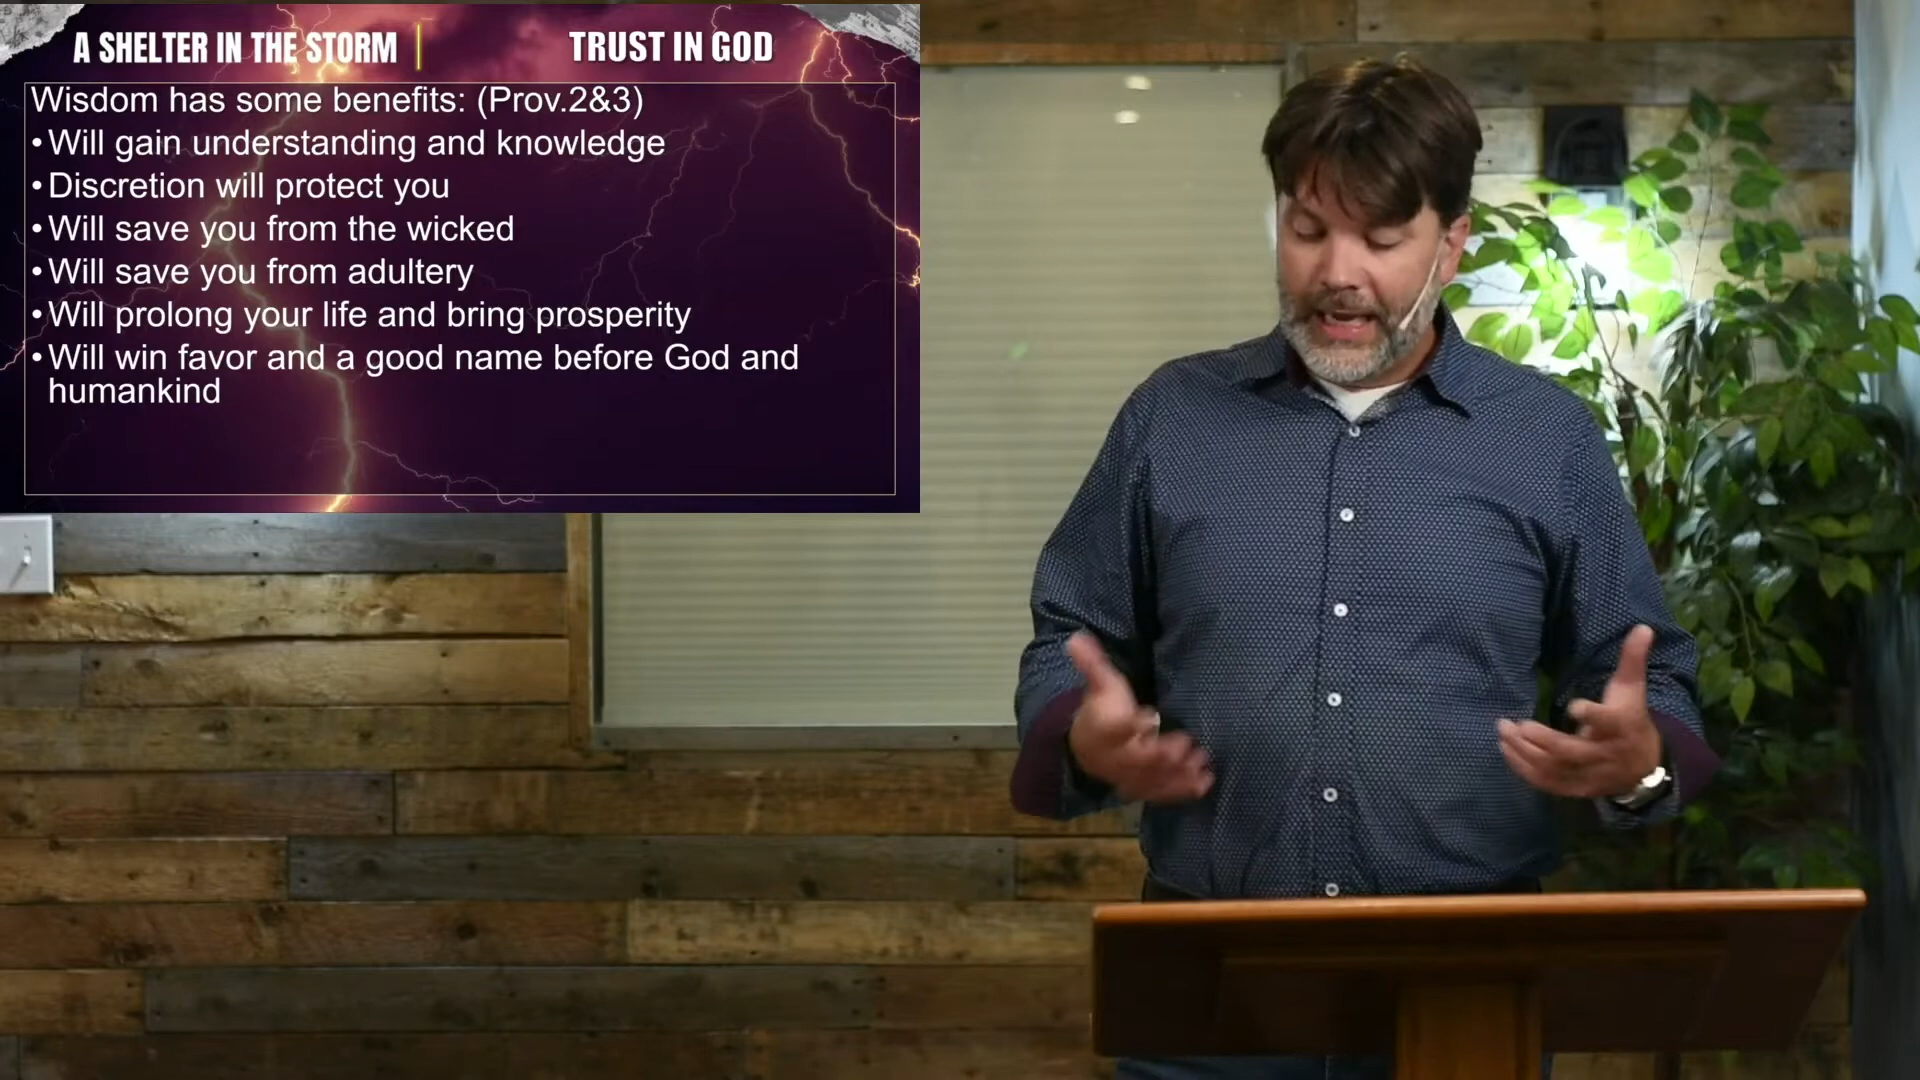 A SHELTER IN THE STORM
TRUST IN GOD
Wisdom has some benefits: (Prov.2&3)
•Will gain understanding and knowledge
•Discretion will protect you
•Will save you from the wicked
•Will save you from adultery
•Will prolong your life and bring prosperity
•Will win favor and a good name before God and
humankind